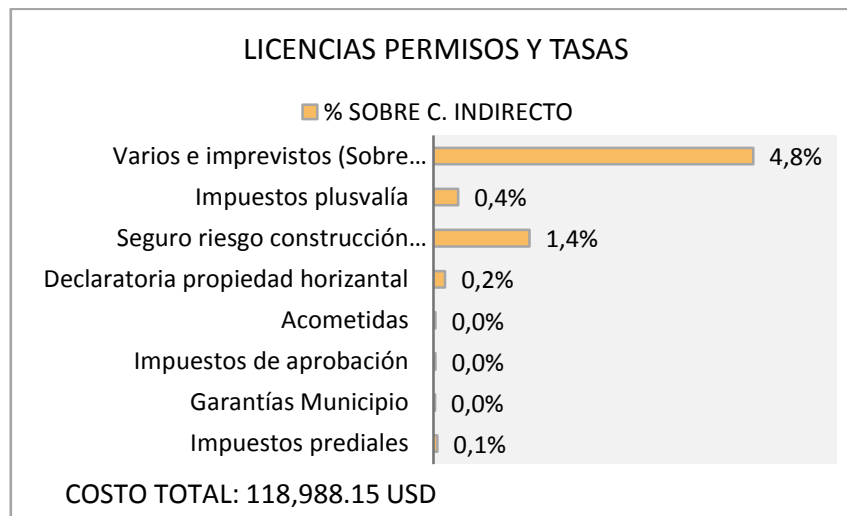 LICENCIAS PERMISOS Y TASAS
% SOBRE C. INDIRECTO
Varios e imprevistos (Sobre... 4,8%
Impuestos plusvalía 0,4%
Seguro riesgo construcción... 1,4%
Declaratoria propiedad horizantal 0,2%
Acometidas 0,0%
Impuestos de aprobación 0,0%
Garantías Municipio 0,0%
Impuestos prediales 0,1%
COSTO TOTAL: 118,988.15 USD